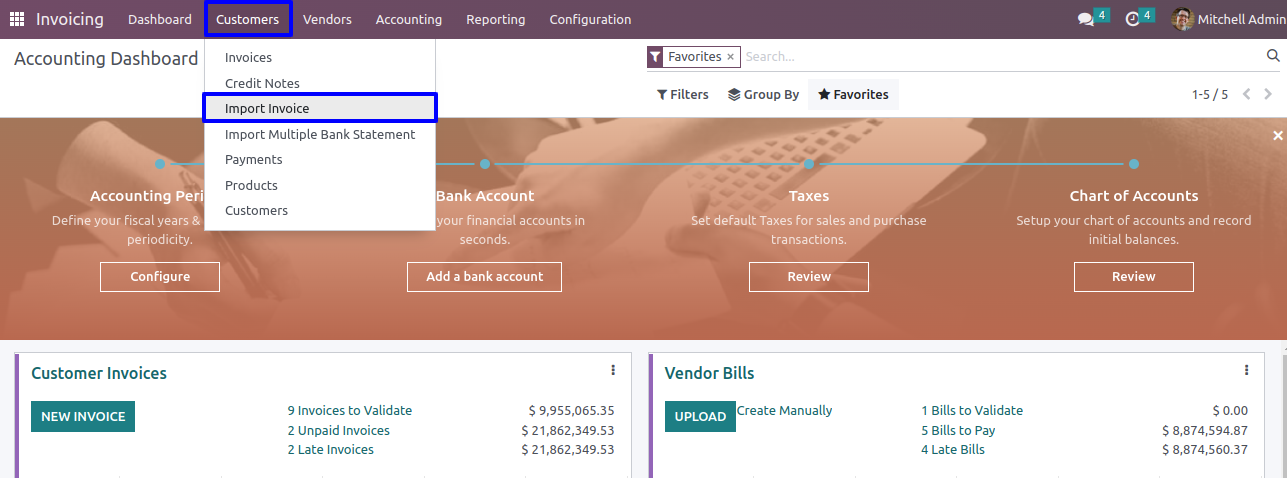 Invoicing Dashboard Customers Vendors Accounting Reporting Configuration 4 4 Mitchell Admin
Accounting Dashboard
Favorites × Search...
Filters Group By Favorites 1-5 / 5
Invoices
Credit Notes
Import Invoice
Import Multiple Bank Statement
Payments
Products
Customers
Accounting Peri
Define your fiscal years &
periodicity.
Configure
Bank Account
your financial accounts in
seconds.
Add a bank account
Taxes
Set default Taxes for sales and purchase
transactions.
Review
Chart of Accounts
Setup your chart of accounts and record
initial balances.
Review
Customer Invoices
NEW INVOICE
9 Invoices to Validate $ 9,955,065.35
2 Unpaid Invoices $ 21,862,349.53
2 Late Invoices $ 21,862,349.53
Vendor Bills
UPLOAD Create Manually
1 Bills to Validate $ 0.00
5 Bills to Pay $ 8,874,594.87
4 Late Bills $ 8,874,560.37